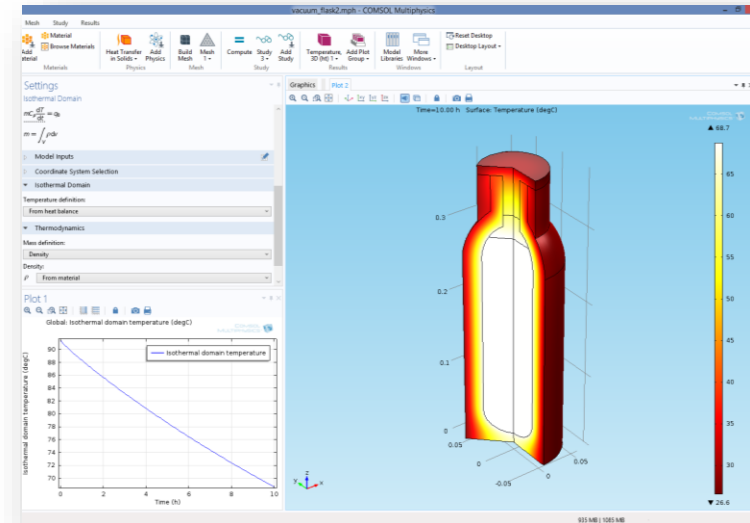 vacuum_flask2.mph - COMSOL Multiphysics
Mesh Study Results
Add Material
Material
Browse Materials
Heat Transfer in Solids
Add Physics
Build Mesh
Mesh 1
Compute
Study 3
Add Study
Temperature, 3D (ht) 1
Add Plot Group
Model Libraries
More Windows
Reset Desktop
Desktop Layout
Materials Physics Mesh Study Results Windows Layout
Settings
Isothermal Domain
Model Inputs
Coordinate System Selection
Isothermal Domain
Temperature definition:
From heat balance
Thermodynamics
Mass definition:
Density
Density:
ρ From material
Plot 1
Global: Isothermal domain temperature (degC)
COMSOL
MULTIPHYSICS
Isothermal domain temperature
Isothermal domain temperature (degC)
90
88
86
84
82
80
78
76
74
72
70
0 2 4 6 8 10
Time (h)
Graphics Plot 2
Time=10.00 h Surface: Temperature (degC)
COMSOL
MULTIPHYSICS
▲ 68.7
65
60
55
50
45
40
35
30
▼ 26.6
0.3
0.2
0.1
0
0.05
0
-0.05
0.05
0
z
y x
935 MB | 1085 MB